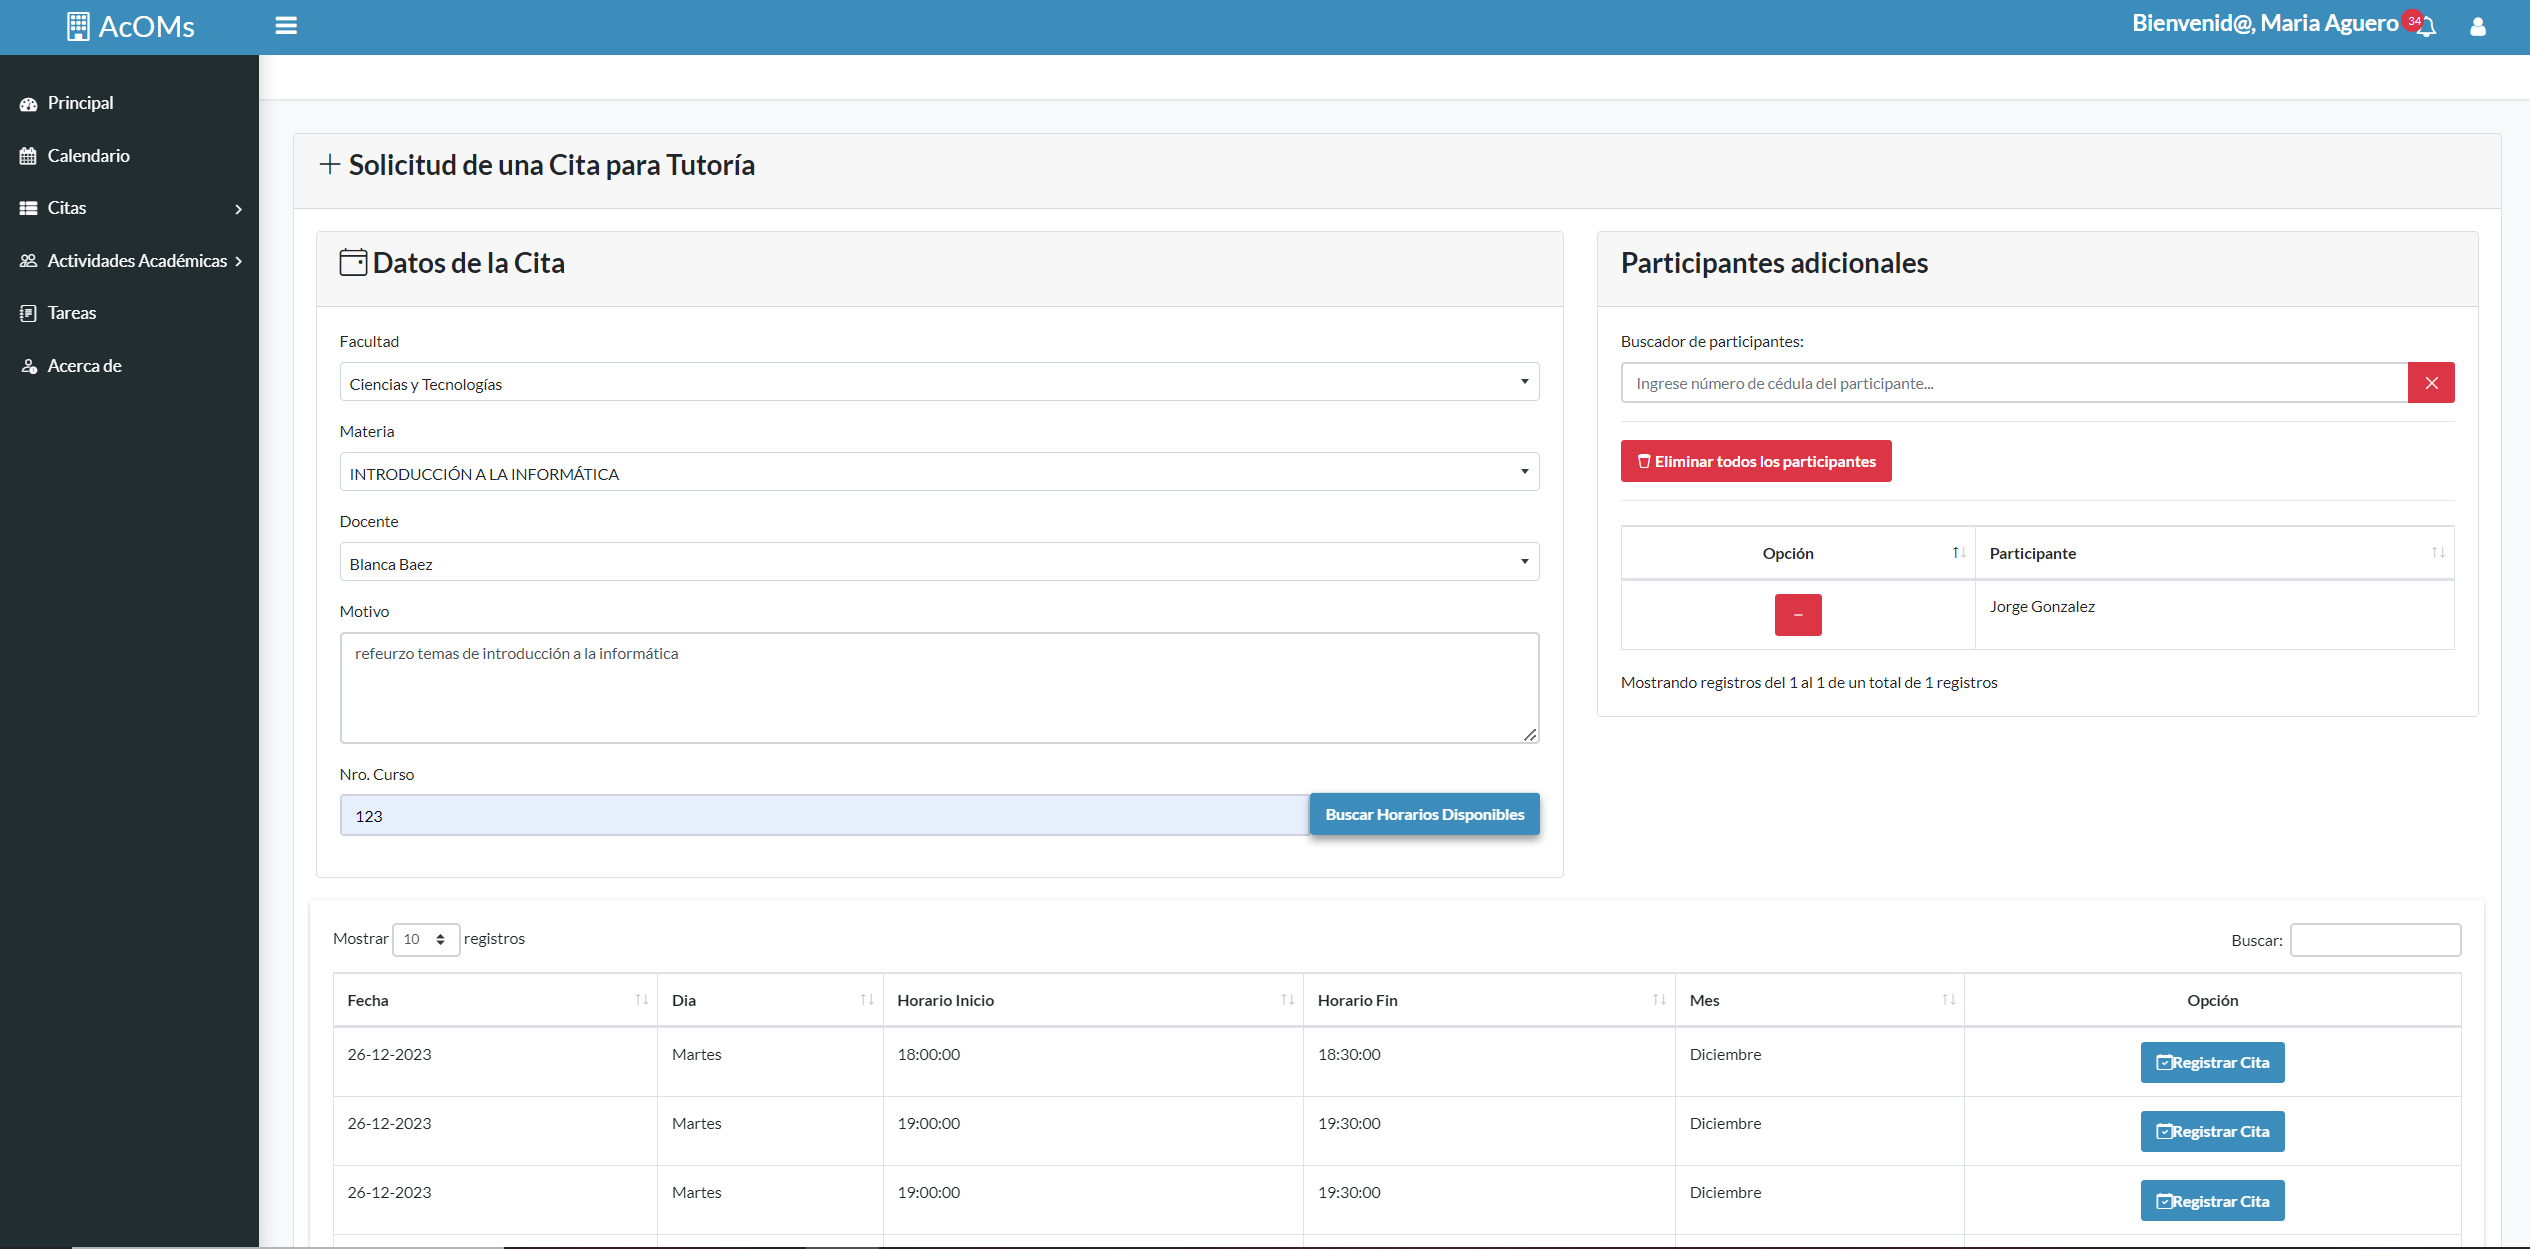 AcOMs
Bienvenid@, Maria Aguero
34
Principal
Calendario
Citas
Actividades Académicas
Tareas
Acerca de
Solicitud de una Cita para Tutoría
Datos de la Cita
Facultad
Ciencias y Tecnologías
Materia
INTRODUCCIÓN A LA INFORMÁTICA
Docente
Blanca Baez
Motivo
refeurzo temas de introducción a la informática
Nro. Curso
123
Buscar Horarios Disponibles
Participantes adicionales
Buscador de participantes:
Ingrese número de cédula del participante...
Eliminar todos los participantes
Opción Participante
Jorge Gonzalez
Mostrando registros del 1 al 1 de un total de 1 registros
Mostrar 10 registros
Buscar:
Fecha Dia Horario Inicio Horario Fin Mes Opción
26-12-2023 Martes 18:00:00 18:30:00 Diciembre Registrar Cita
26-12-2023 Martes 19:00:00 19:30:00 Diciembre Registrar Cita
26-12-2023 Martes 19:00:00 19:30:00 Diciembre Registrar Cita